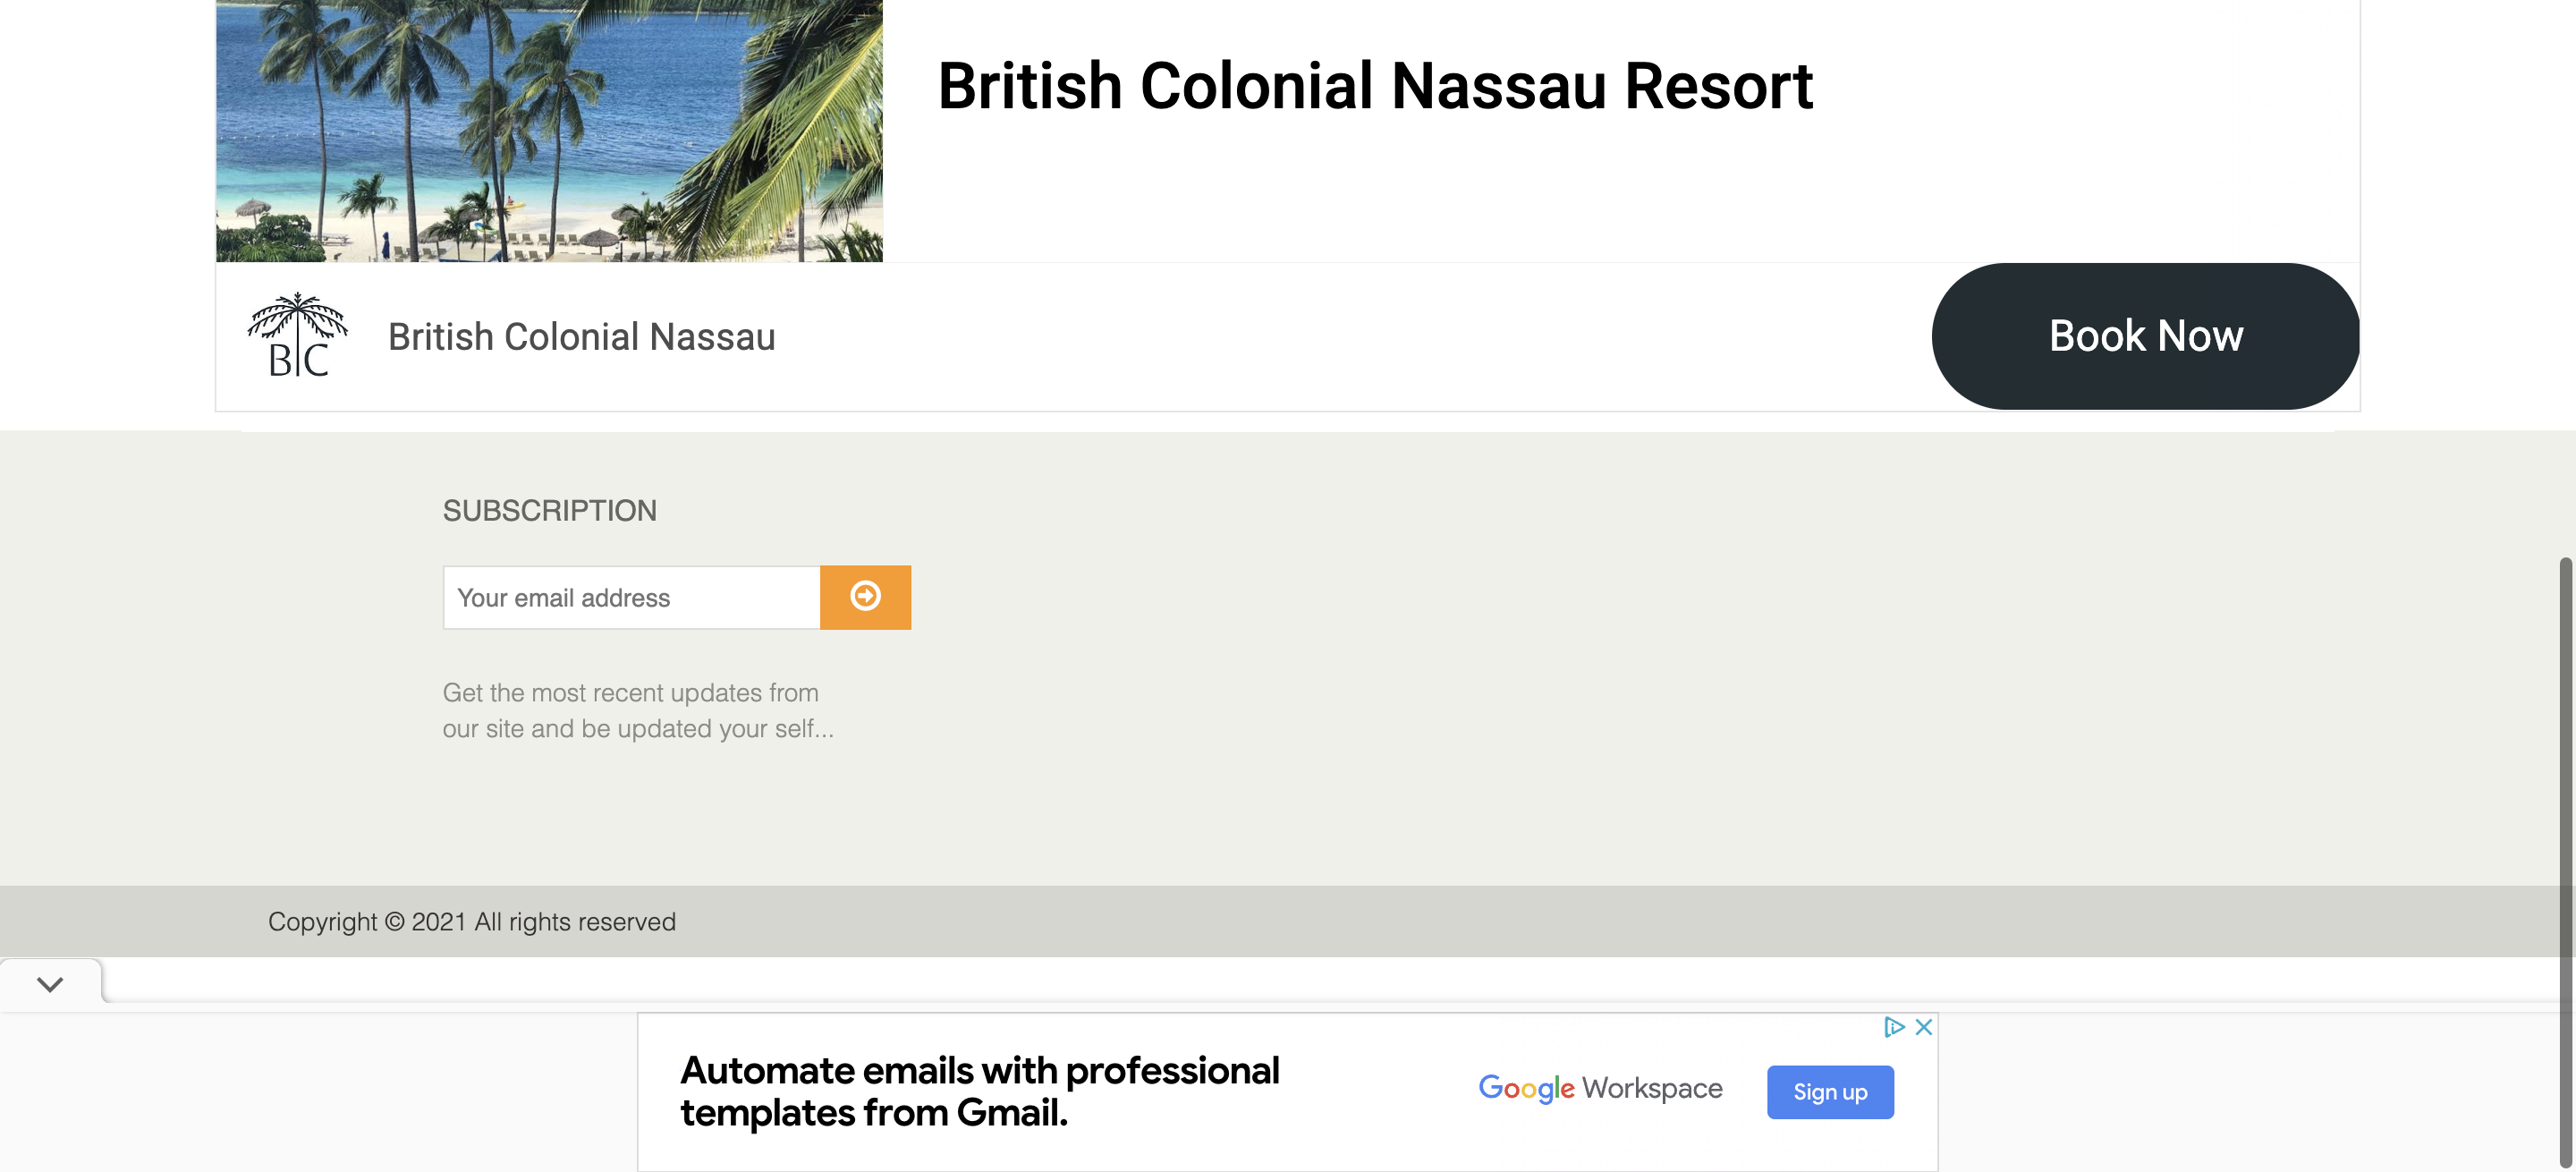 British Colonial Nassau Resort
BC
British Colonial Nassau
Book Now
SUBSCRIPTION
Your email address
Get the most recent updates from
our site and be updated your self...
Copyright © 2021 All rights reserved
Automate emails with professional
templates from Gmail.
Google Workspace
Sign up